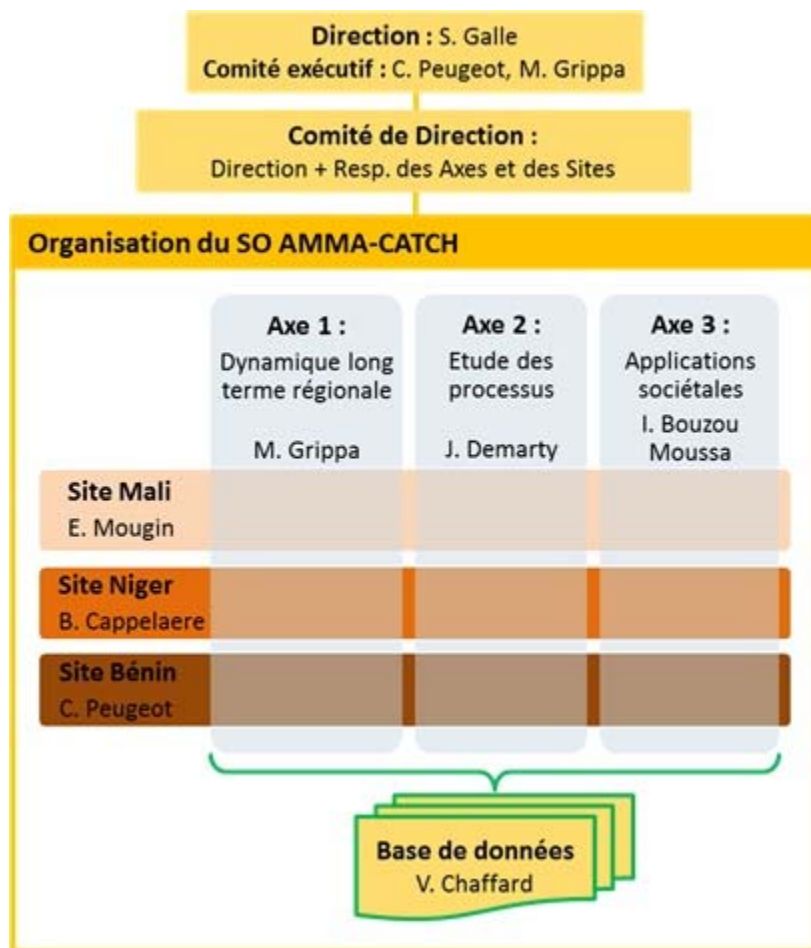 Direction : S. Galle
Comité exécutif : C. Peugeot, M. Grippa
Comité de Direction :
Direction + Resp. des Axes et des Sites
Organisation du SO AMMA-CATCH
Axe 1 :
Dynamique long
terme régionale
M. Grippa
Axe 2 :
Etude des
processus
J. Demarty
Axe 3 :
Applications
sociétales
I. Bouzou
Moussa
Site Mali
E. Mougin
Site Niger
B. Cappelaere
Site Bénin
C. Peugeot
Base de données
V. Chaffard